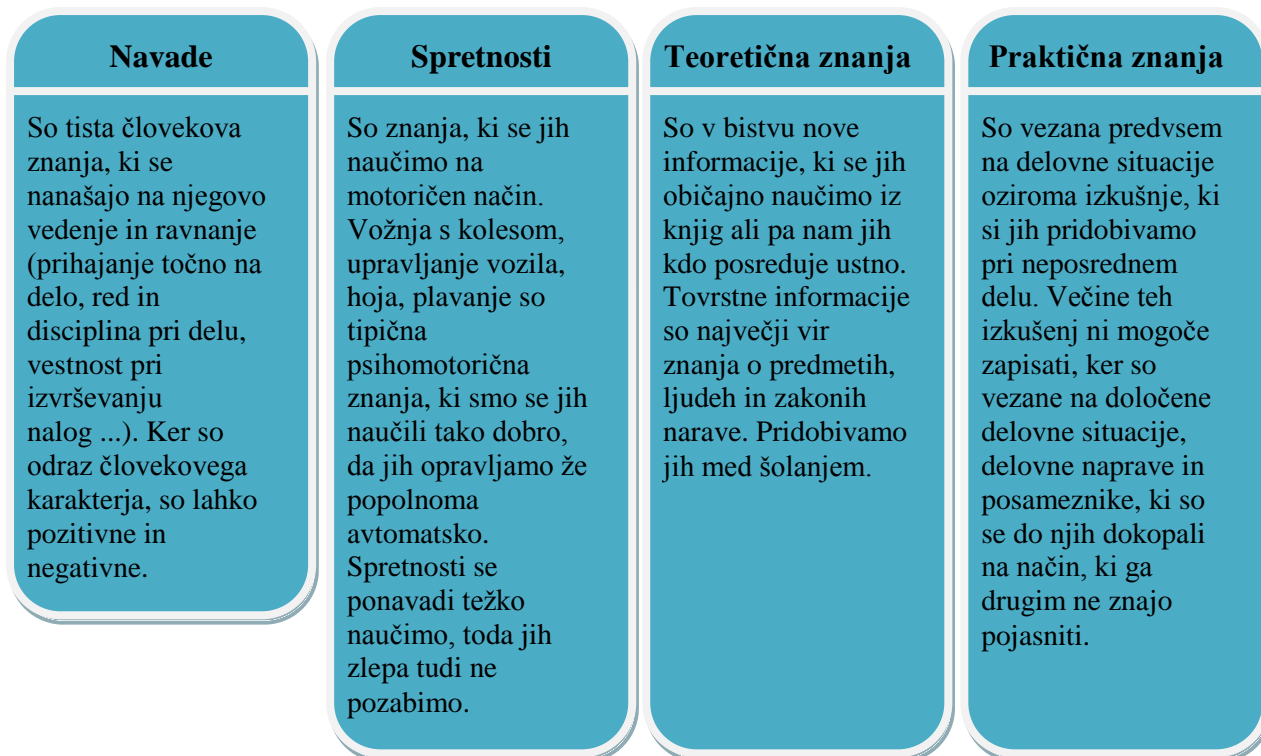 Navade
So tista človekova
znanja, ki se
nanašajo na njegovo
vedenje in ravnanje
(prihajanje točno na
delo, red in
disciplina pri delu,
vestnost pri
izvrševanju
nalog ...). Ker so
odraz človekovega
karakterja, so lahko
pozitivne in
negativne.
Spretnosti
So znanja, ki se jih
naučimo na
motoričen način.
Vožnja s kolesom,
upravljanje vozila,
hoja, plavanje so
tipična
psihomotorična
znanja, ki smo se jih
naučili tako dobro,
da jih opravljamo že
popolnoma
avtomatsko.
Spretnosti se
ponavadi težko
naučimo, toda jih
zlepa tudi ne
pozabimo.
Teoretična znanja
So v bistvu nove
informacije, ki se jih
običajno naučimo iz
knjig ali pa nam jih
kdo posreduje ustno.
Tovrstne informacije
so največji vir
znanja o predmetih,
ljudeh in zakonih
narave. Pridobivamo
jih med šolanjem.
Praktična znanja
So vezana predvsem
na delovne situacije
oziroma izkušnje, ki
si jih pridobivamo
pri neposrednem
delu. Večine teh
izkušenj ni mogoče
zapisati, ker so
vezane na določene
delovne situacije,
delovne naprave in
posameznike, ki so
se do njih dokopali
na način, ki ga
drugim ne znajo
pojasniti.